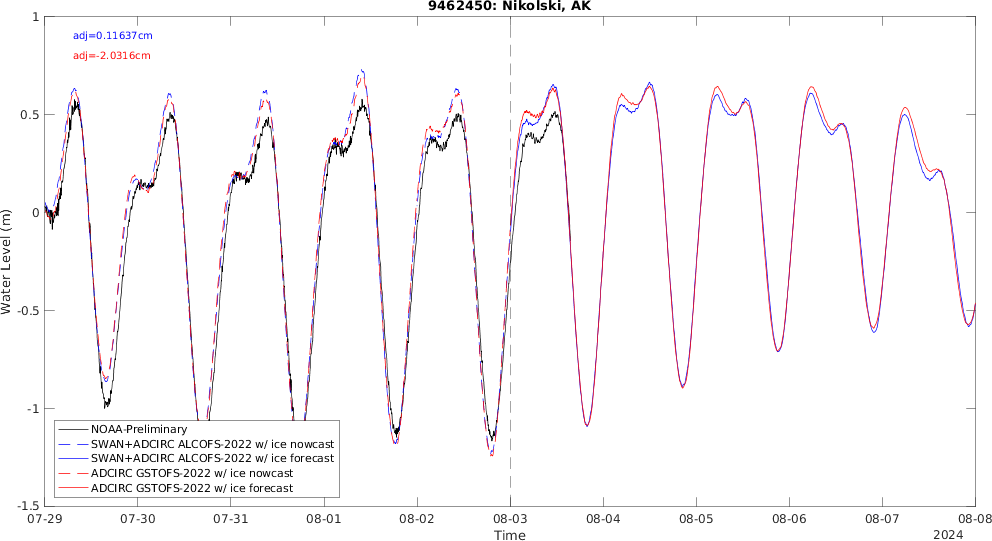 9462450: Nikolski, AK
adj=0.11637cm
adj=-2.0316cm
1
0.5
0
-0.5
-1
-1.5
Water Level (m)
NOAA-Preliminary
SWAN+ADCIRC ALCOFS-2022 w/ ice nowcast
SWAN+ADCIRC ALCOFS-2022 w/ ice forecast
ADCIRC GSTOFS-2022 w/ ice nowcast
ADCIRC GSTOFS-2022 w/ ice forecast
07-29 07-30 07-31 08-01 08-02 08-03 08-04 08-05 08-06 08-07 08-08
Time
2024